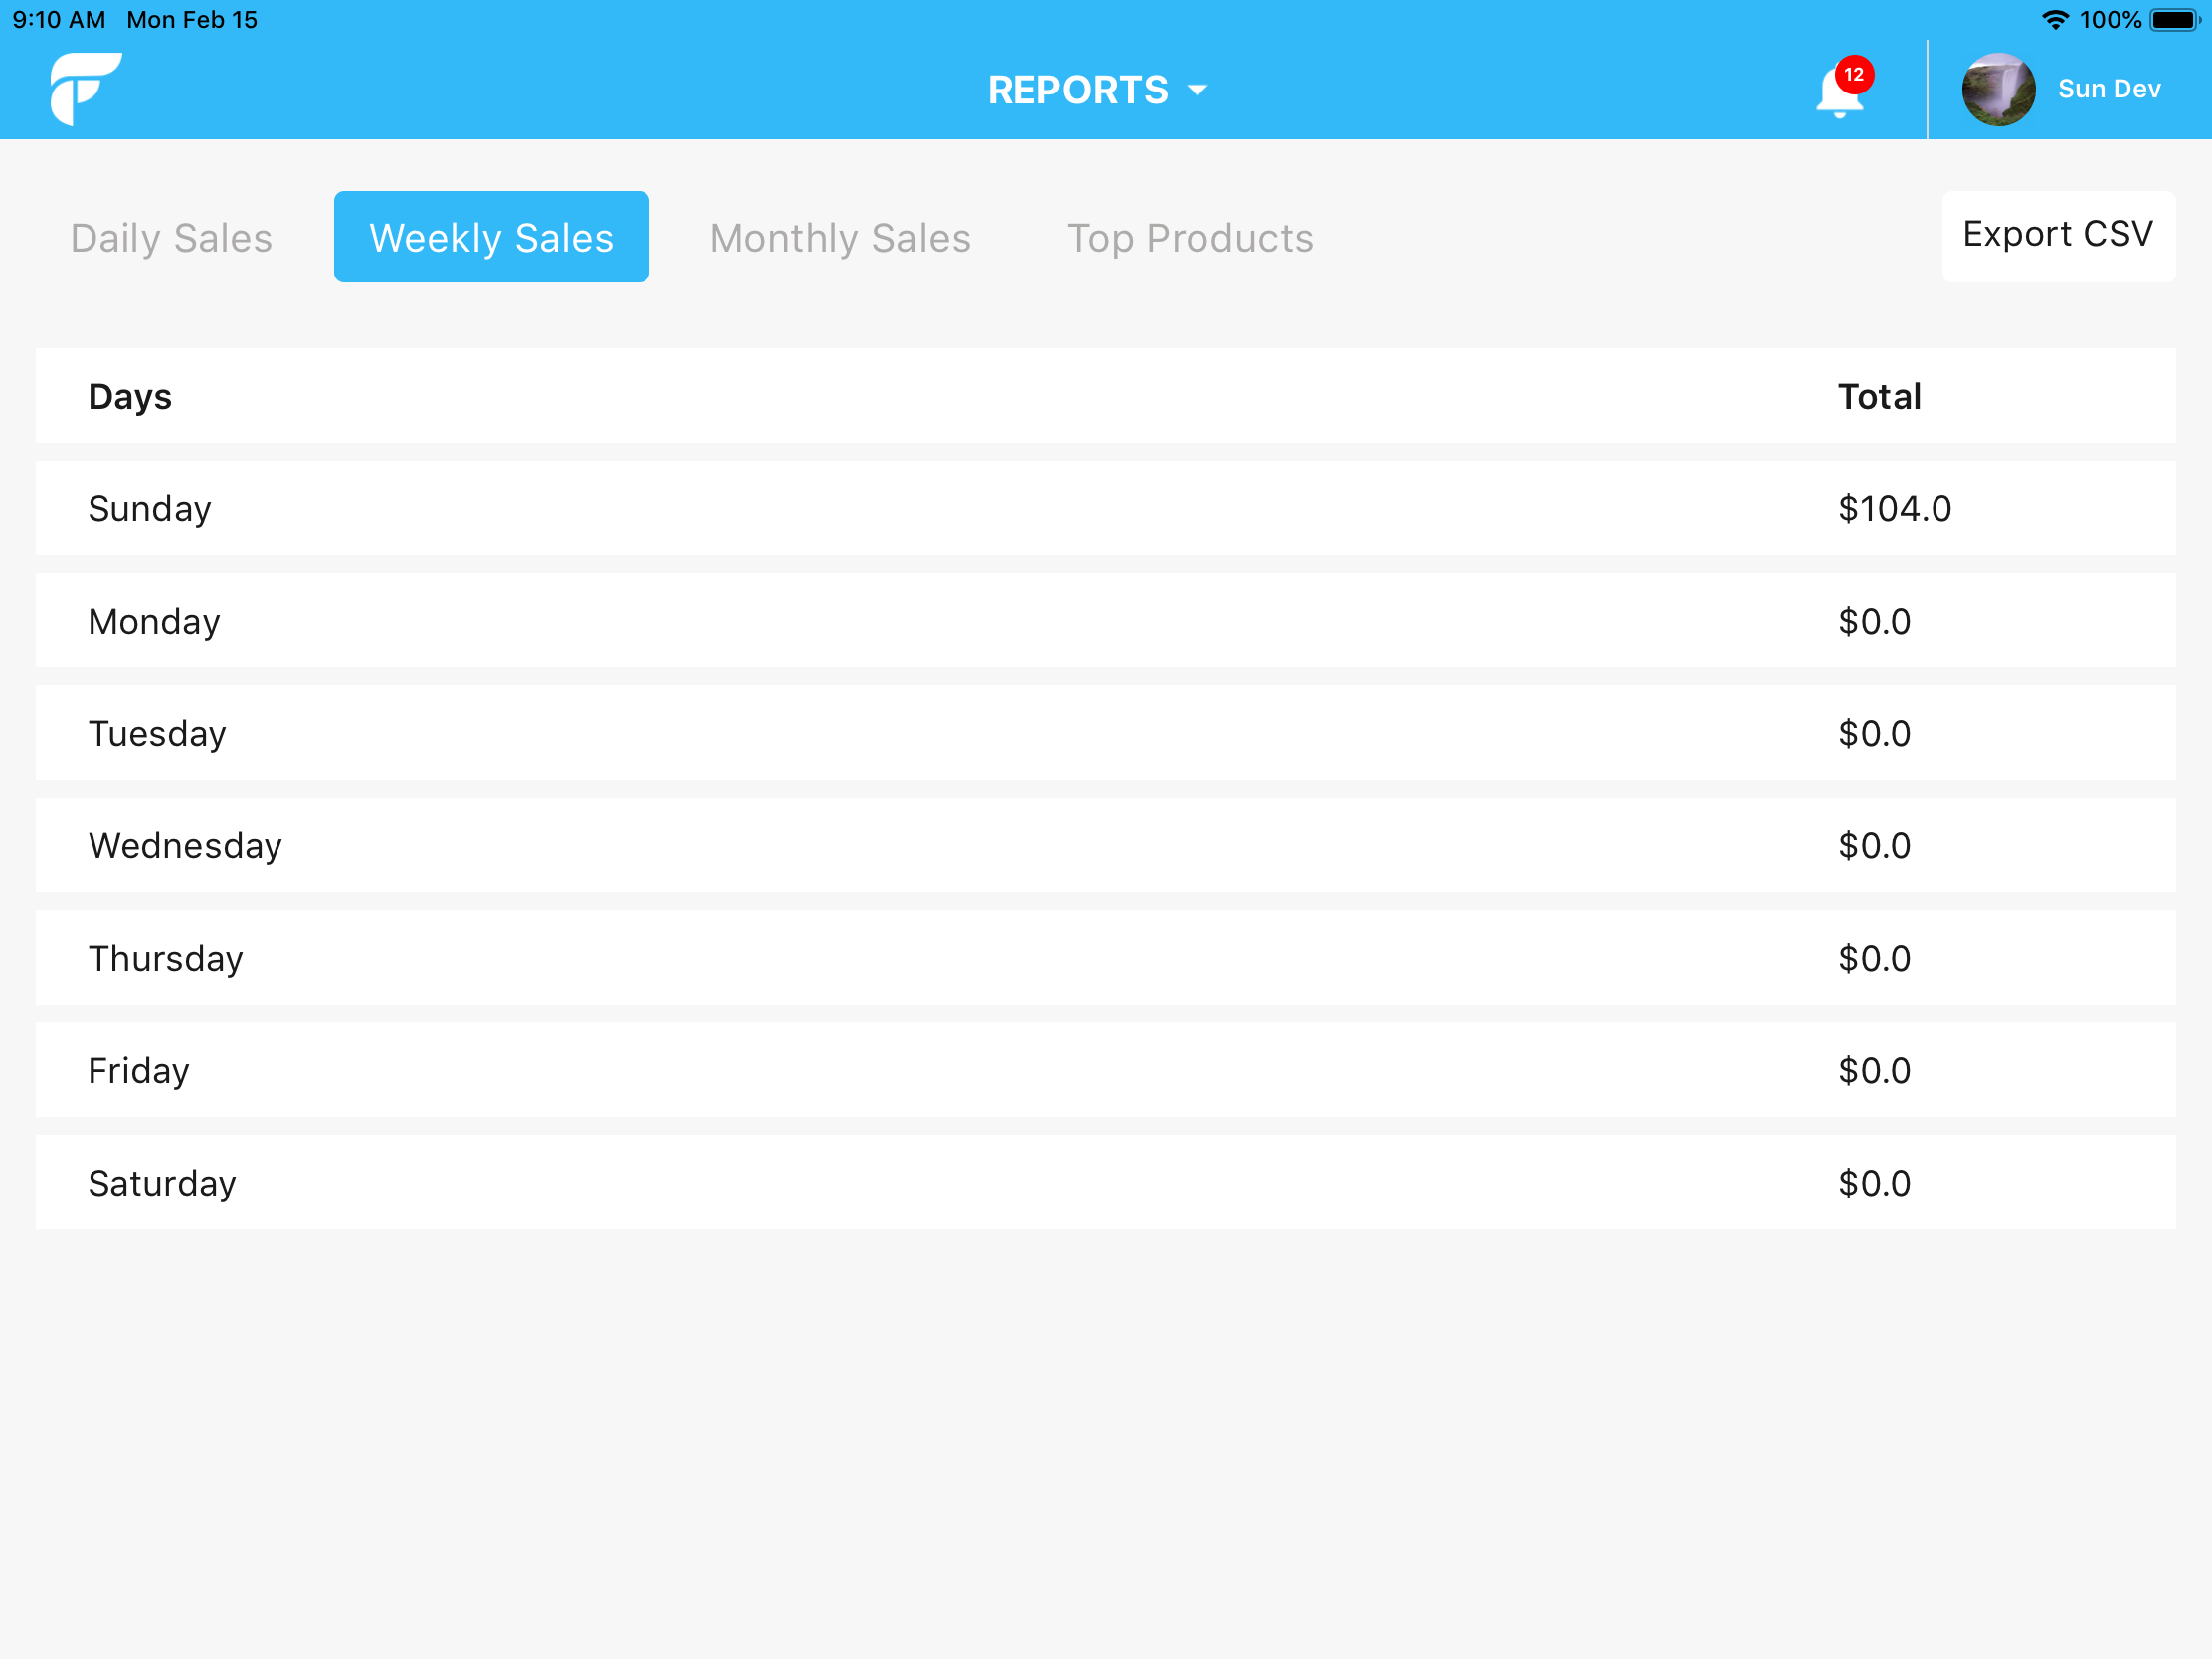 9:10 AM Mon Feb 15 100%
REPORTS 12 Sun Dev
Daily Sales Weekly Sales Monthly Sales Top Products Export CSV
Days Total
Sunday $104.0
Monday $0.0
Tuesday $0.0
Wednesday $0.0
Thursday $0.0
Friday $0.0
Saturday $0.0